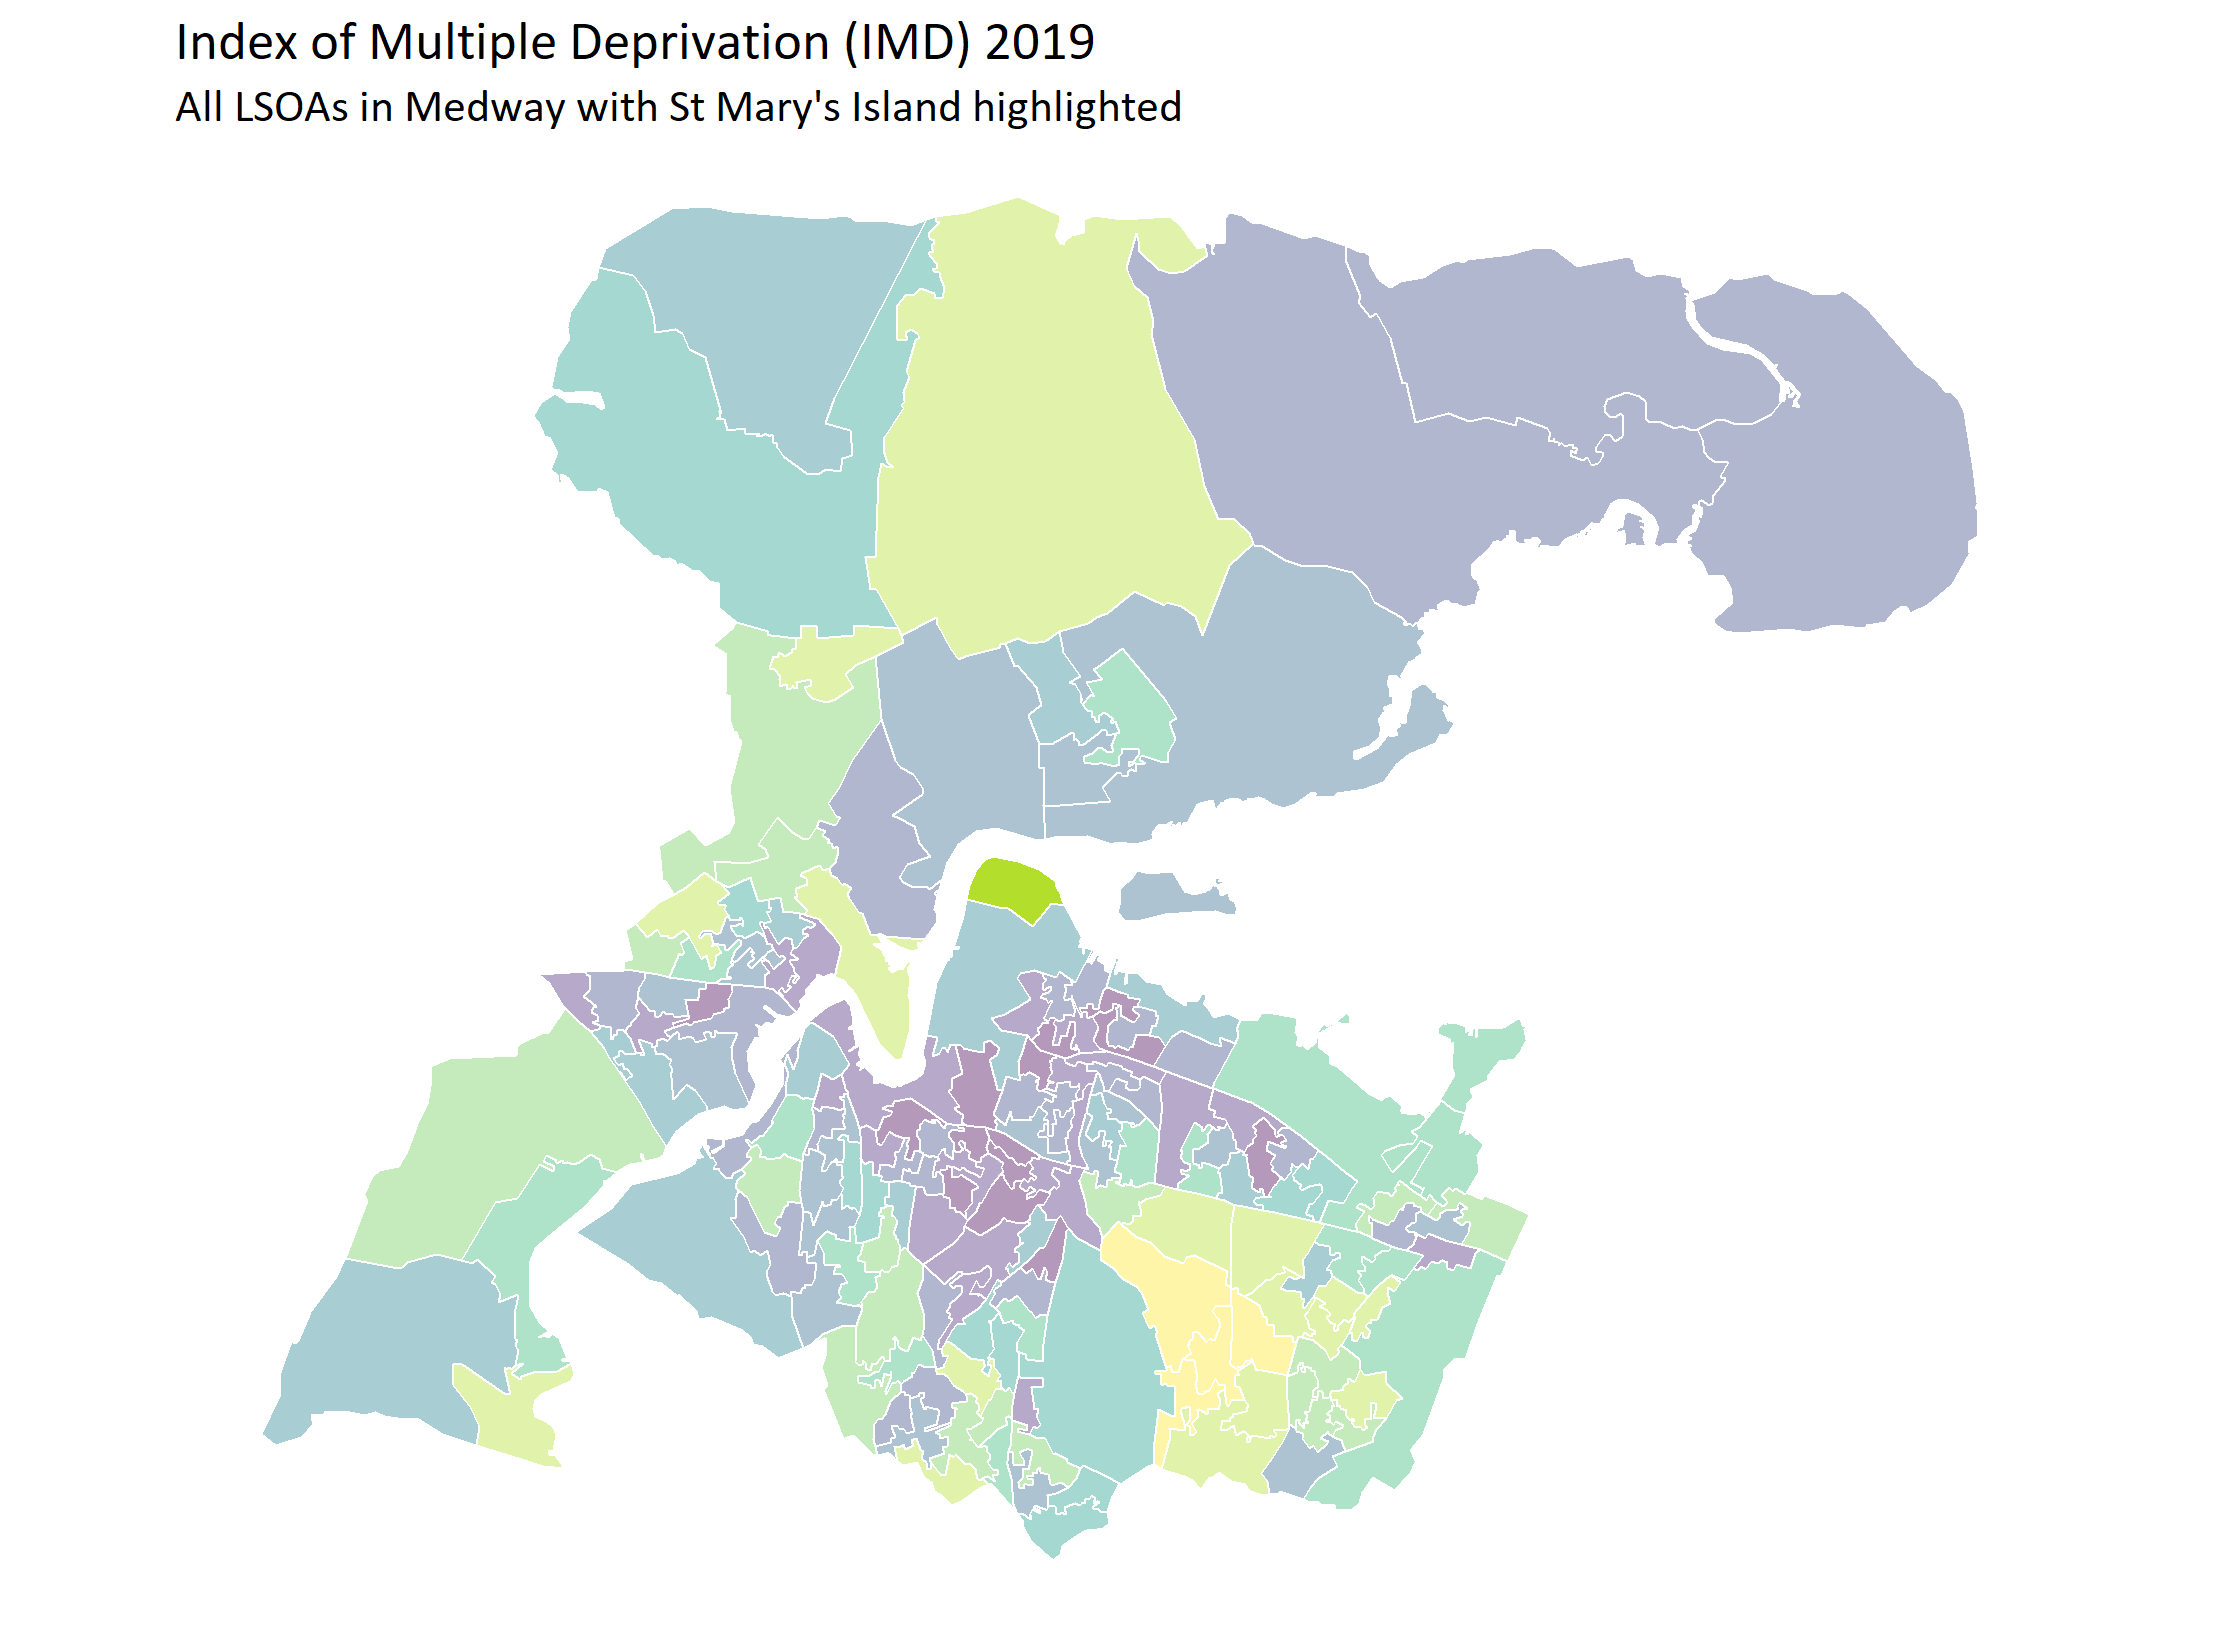 Index of Multiple Deprivation (IMD) 2019
All LSOAs in Medway with St Mary's Island highlighted